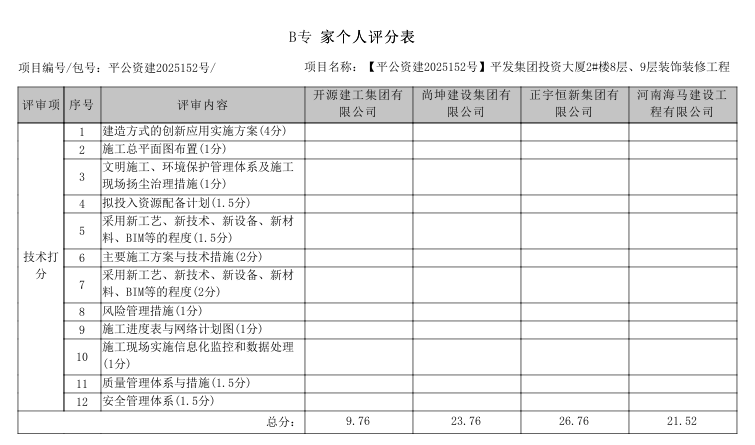 B专 家个人评分表
项目编号/包号: 平公资建2025152号/ 项目名称: 【平公资建2025152号】平发集团投资大厦2#楼8层、9层装饰装修工程
评审项 序号 评审内容 开源建工集团有限公司 尚坤建设集团有限公司 正宇恒新集团有限公司 河南海马建设工程有限公司
技术打分
1 建造方式的创新应用实施方案(4分)
2 施工总平面图布置(1分)
3 文明施工、环境保护管理体系及施工
现场扬尘治理措施(1分)
4 拟投入资源配备计划(1.5分)
5 采用新工艺、新技术、新设备、新材
料、BIM等的程度(1.5分)
6 主要施工方案与技术措施(2分)
7 采用新工艺、新技术、新设备、新材
料、BIM等的程度(2分)
8 风险管理措施(1分)
9 施工进度表与网络计划图(1分)
10 施工现场实施信息化监控和数据处理
(1分)
11 质量管理体系与措施(1.5分)
12 安全管理体系(1.5分)
总分: 9.76 23.76 26.76 21.52